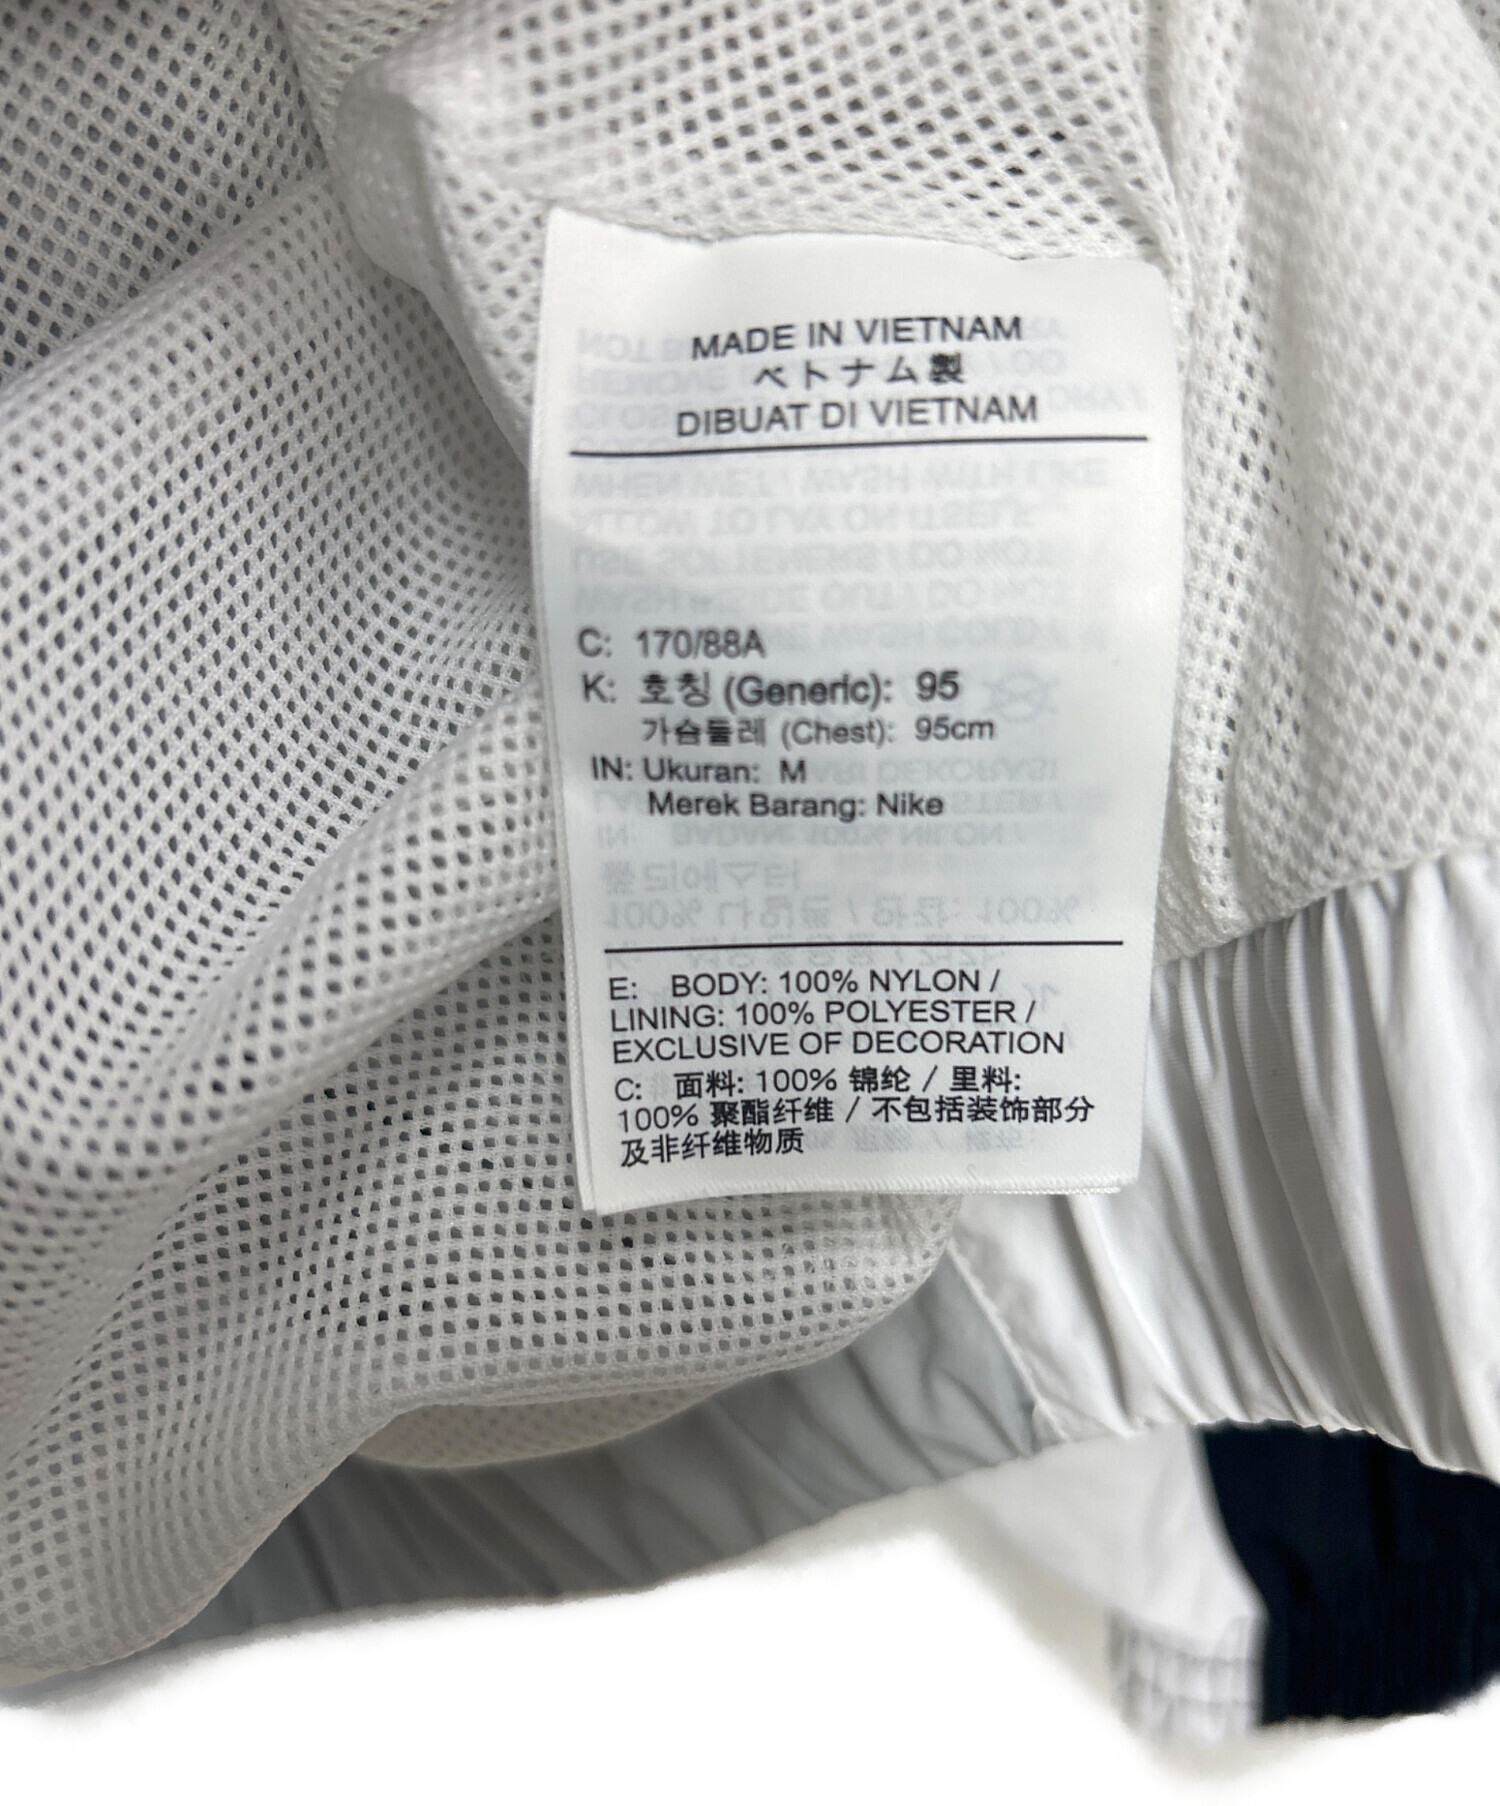 MADE IN VIETNAM
ベトナム製
DIBUAT DI VIETNAM
C: 170/88A
K: 호칭 (Generic): 95
가슴둘레 (Chest): 95cm
IN: Ukuran: M
Merek Barang: Nike
E: BODY: 100% NYLON /
LINING: 100% POLYESTER /
EXCLUSIVE OF DECORATION
C: 面料: 100% 锦纶 / 里料:
100% 聚酯纤维 / 不包括装饰部分
及非纤维物质